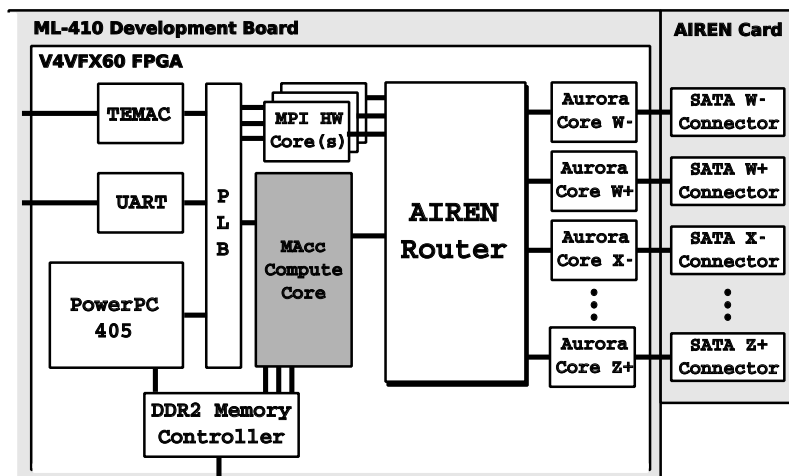 ML-410 Development Board
AIREN Card
V4VFX60 FPGA
TEMAC
UART
PowerPC
405
P
L
B
MPI HW
Core(s)
MAcc
Compute
Core
DDR2 Memory
Controller
AIREN
Router
Aurora
Core W-
Aurora
Core W+
Aurora
Core X-
Aurora
Core Z+
SATA W-
Connector
SATA W+
Connector
SATA X-
Connector
SATA Z+
Connector